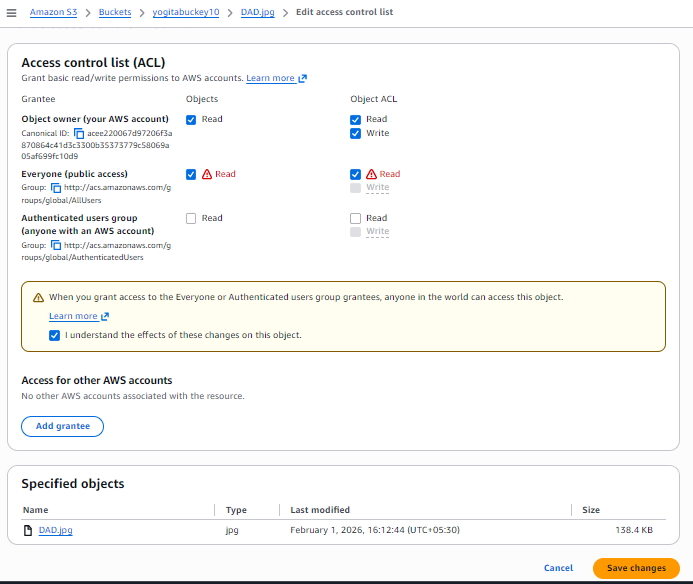 Amazon S3 > Buckets > yogitabuckey10 > DAD.jpg > Edit access control list
Access control list (ACL)
Grant basic read/write permissions to AWS accounts. Learn more
Grantee Objects Object ACL
Object owner (your AWS account) Read Read
Canonical ID: acee220067d97206f3a Write
870864c41d3c3300b35373779c58069a
05af699fc10d9
Everyone (public access) Read Read
Group: http://acs.amazonaws.com/g Write
roups/global/AllUsers
Authenticated users group Read Read
(anyone with an AWS account) Write
Group: http://acs.amazonaws.com/g
roups/global/AuthenticatedUsers
When you grant access to the Everyone or Authenticated users group grantees, anyone in the world can access this object.
Learn more
I understand the effects of these changes on this object.
Access for other AWS accounts
No other AWS accounts associated with the resource.
Add grantee
Specified objects
Name Type Last modified Size
DAD.jpg jpg February 1, 2026, 16:12:44 (UTC+05:30) 138.4 KB
Cancel Save changes